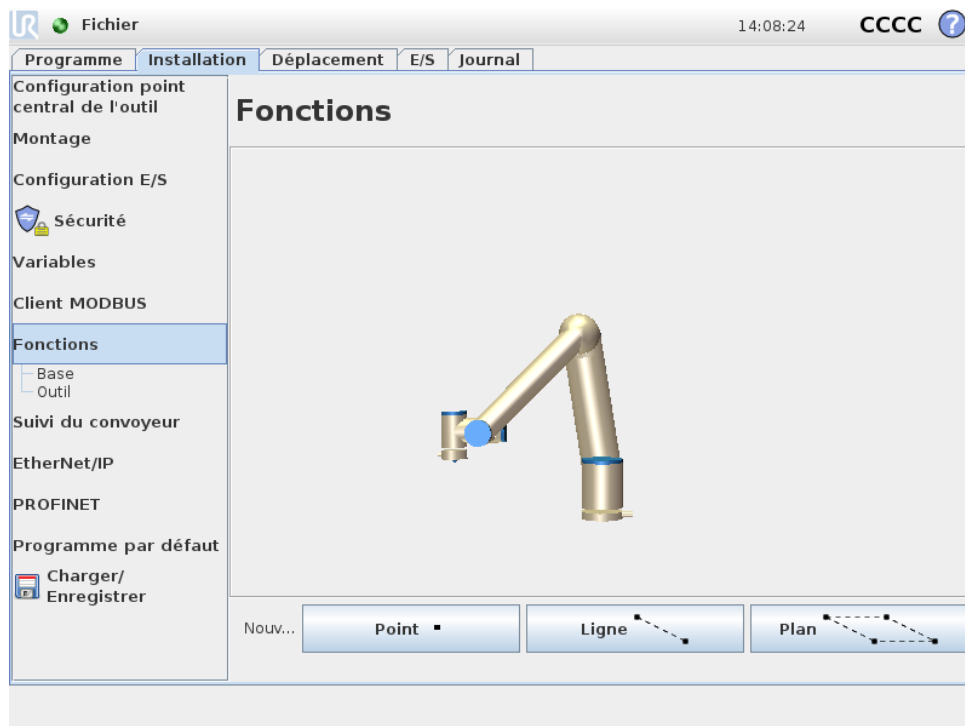 UR Fichier 14:08:24 CCCC ?
Programme Installation Déplacement E/S Journal
Configuration point
central de l'outil
Montage
Configuration E/S
Sécurité
Variables
Client MODBUS
Fonctions
Base
Outil
Suivi du convoyeur
EtherNet/IP
PROFINET
Programme par défaut
Charger/
Enregistrer
Fonctions
Nouv... Point Ligne Plan